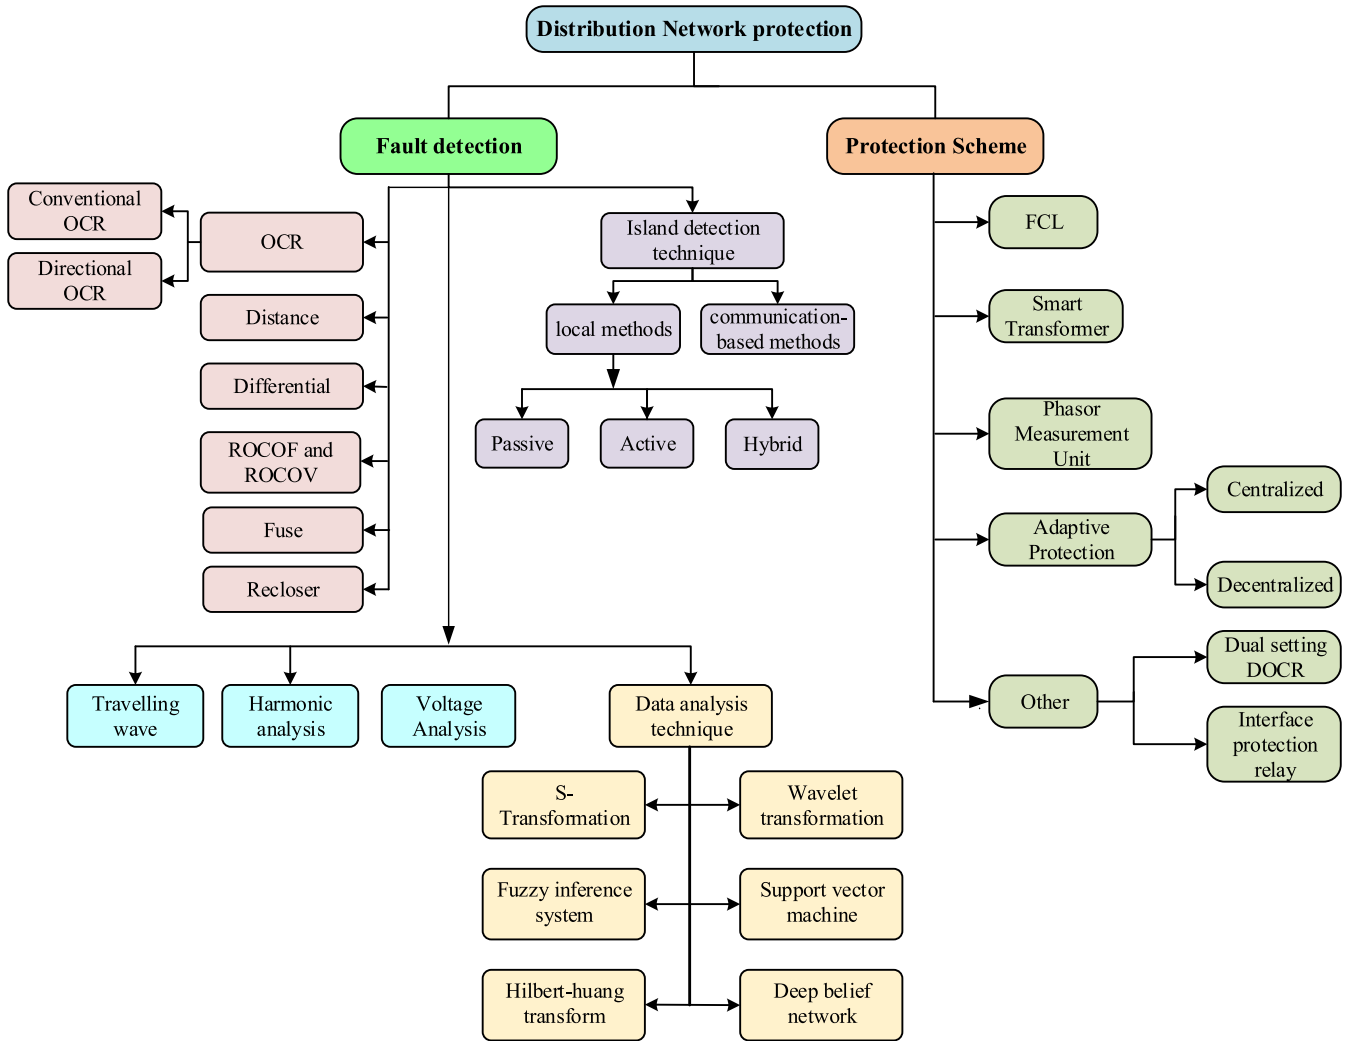 Distribution Network protection
Fault detection
Protection Scheme
Conventional
OCR
Directional
OCR
OCR
Distance
Differential
ROCOF and
ROCOV
Fuse
Recloser
Island detection
technique
local methods
communication-
based methods
Passive
Active
Hybrid
FCL
Smart
Transformer
Phasor
Measurement
Unit
Adaptive
Protection
Centralized
Decentralized
Other
Dual setting
DOCR
Interface
protection
relay
Travelling
wave
Harmonic
analysis
Voltage
Analysis
Data analysis
technique
S-
Transformation
Wavelet
transformation
Fuzzy inference
system
Support vector
machine
Hilbert-huang
transform
Deep belief
network